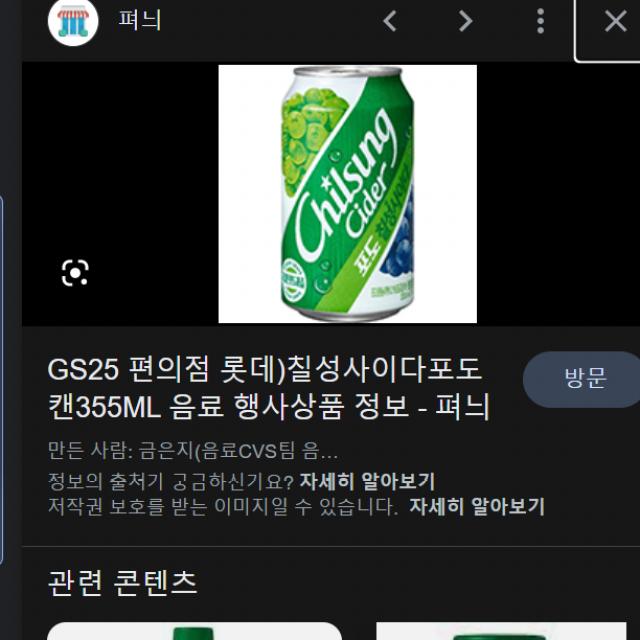 펴늬
Chilsung
Cider
포도 칠성사이다
GS25 편의점 롯데)칠성사이다포도
캔355ML 음료 행사상품 정보 - 펴늬
방문
만든 사람: 금은지(음료CVS팀 음...
정보의 출처가 궁금하신가요? 자세히 알아보기
저작권 보호를 받는 이미지일 수 있습니다. 자세히 알아보기
관련 콘텐츠